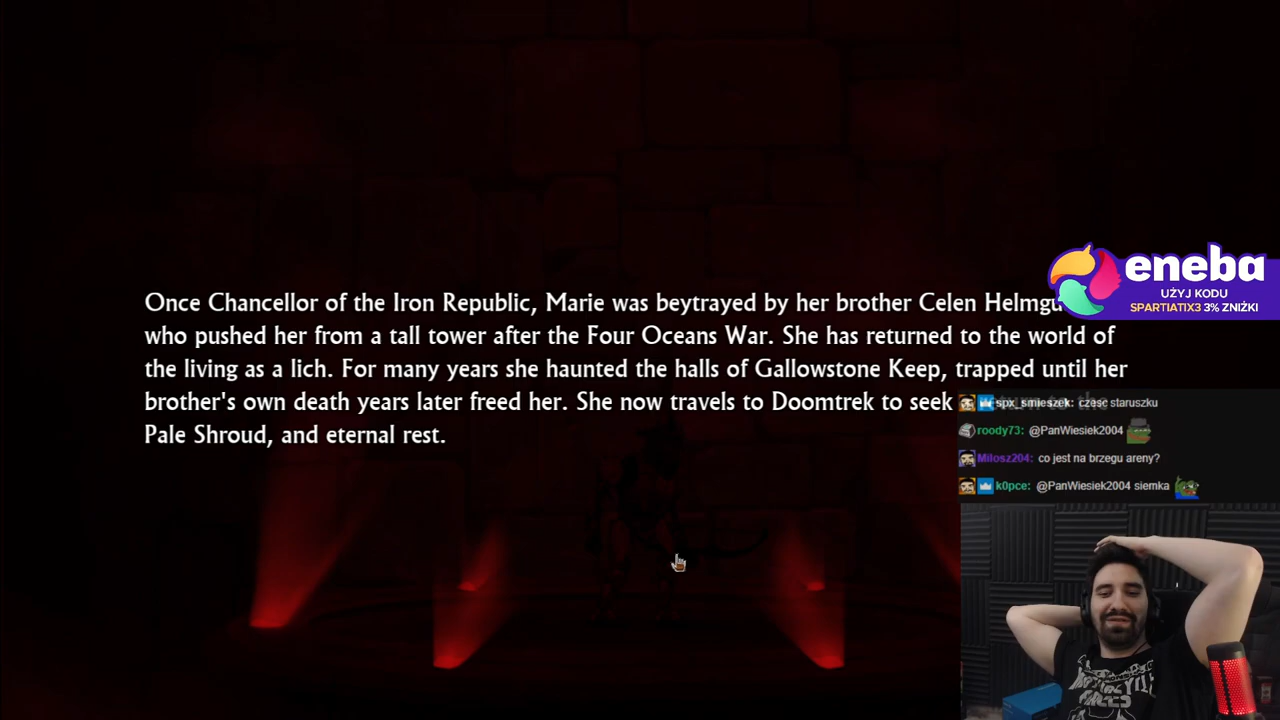 Once Chancellor of the Iron Republic, Marie was beytrayed by her brother Celen
who pushed her from a tall tower after the Four Oceans War. She has returned to the world of
the living as a lich. For many years she haunted the halls of Gallowstone Keep, trapped until her
brother's own death years later freed her. She now travels to Doomtrek to seek
Pale Shroud, and eternal rest.
eneba
UŻYJ KODU
SPARTIATIX3 3% ZNIŻKI
spx_smieszek: czesc staruszku
roody73: @PanWiesiek2004
Milosz204: co jest na brzegu areny?
k0pce: @PanWiesiek2004 siemka